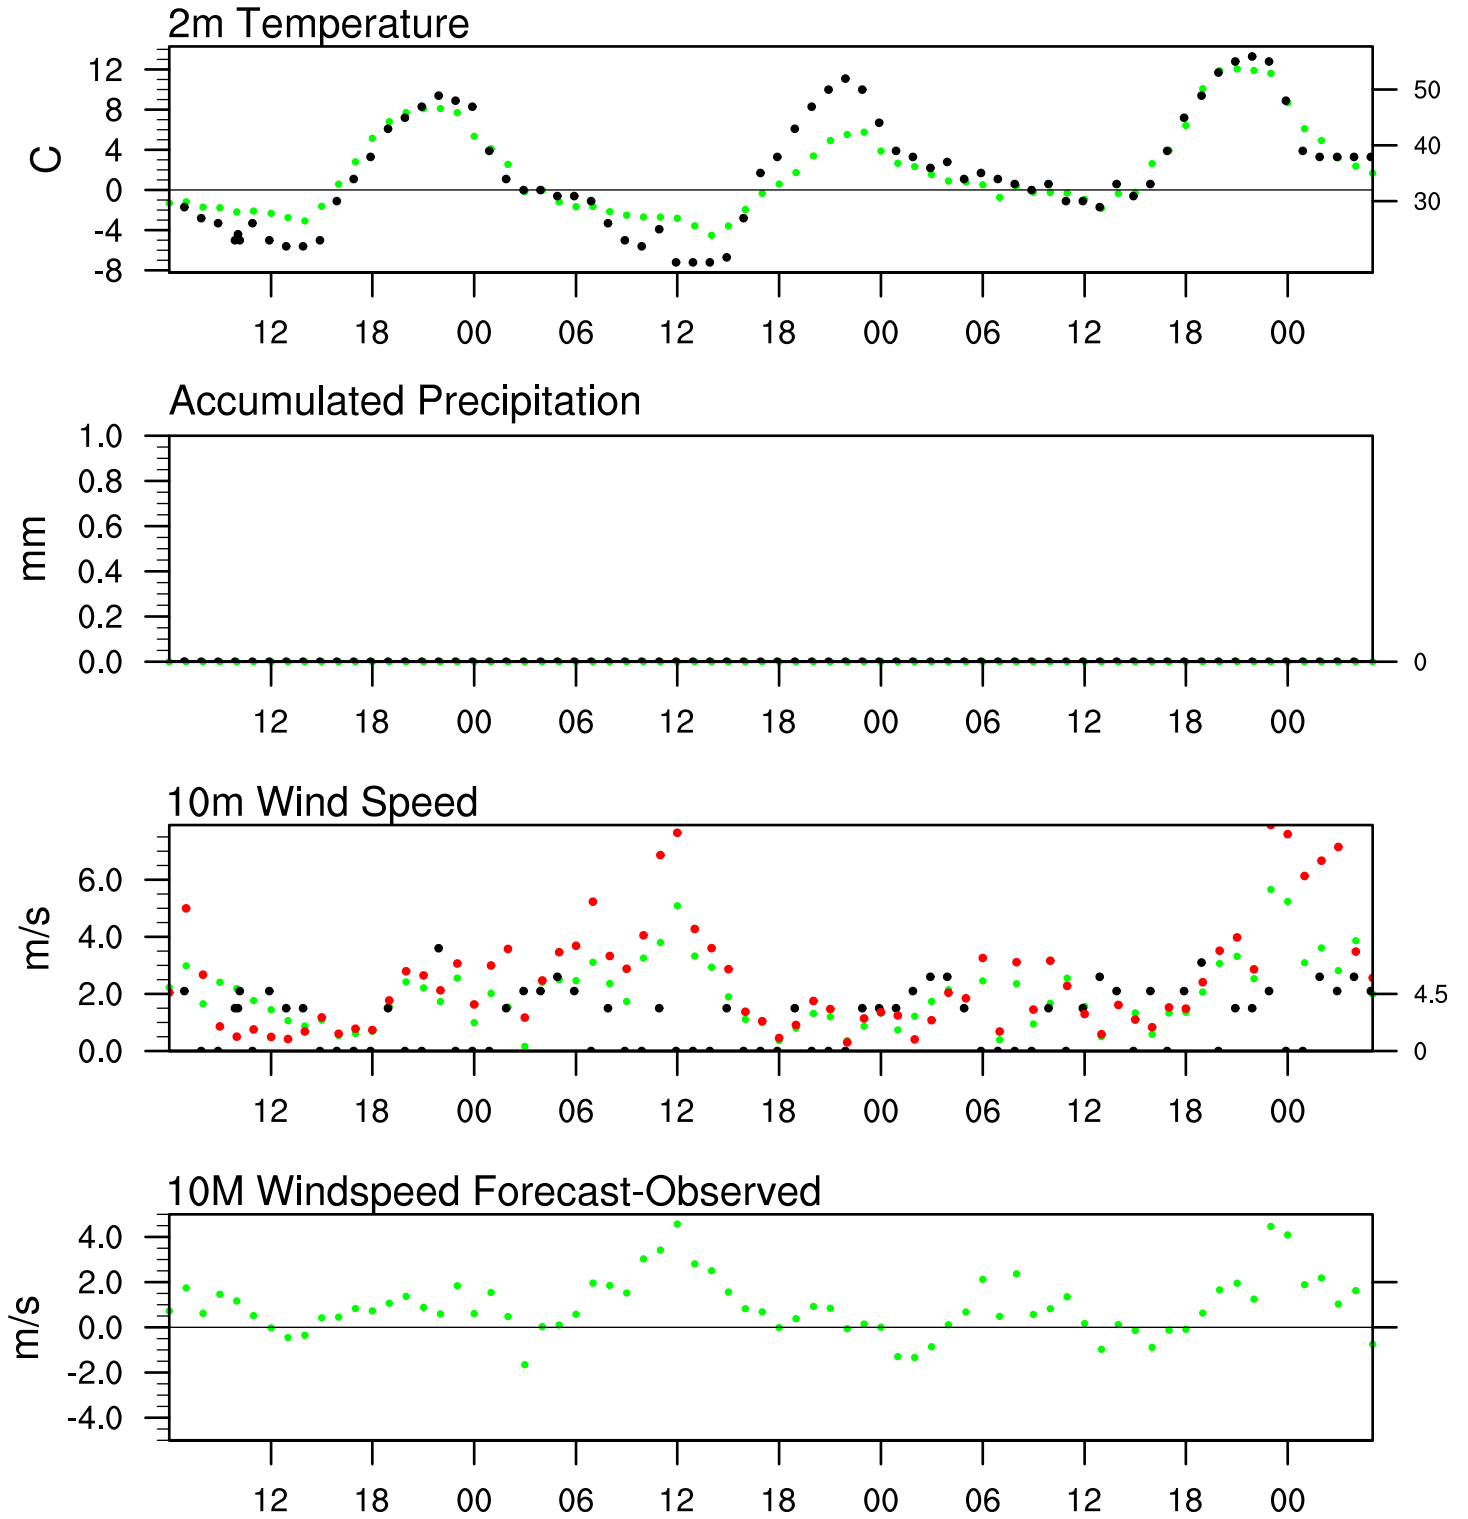 2m Temperature
12
8
4
0
-4
-8
C
50
40
30
12 18 00 06 12 18 00 06 12 18 00
Accumulated Precipitation
1.0
0.8
0.6
0.4
0.2
0.0
mm
0
12 18 00 06 12 18 00 06 12 18 00
10m Wind Speed
6.0
4.0
2.0
0.0
m/s
4.5
0
12 18 00 06 12 18 00 06 12 18 00
10M Windspeed Forecast-Observed
4.0
2.0
0.0
-2.0
-4.0
m/s
12 18 00 06 12 18 00 06 12 18 00